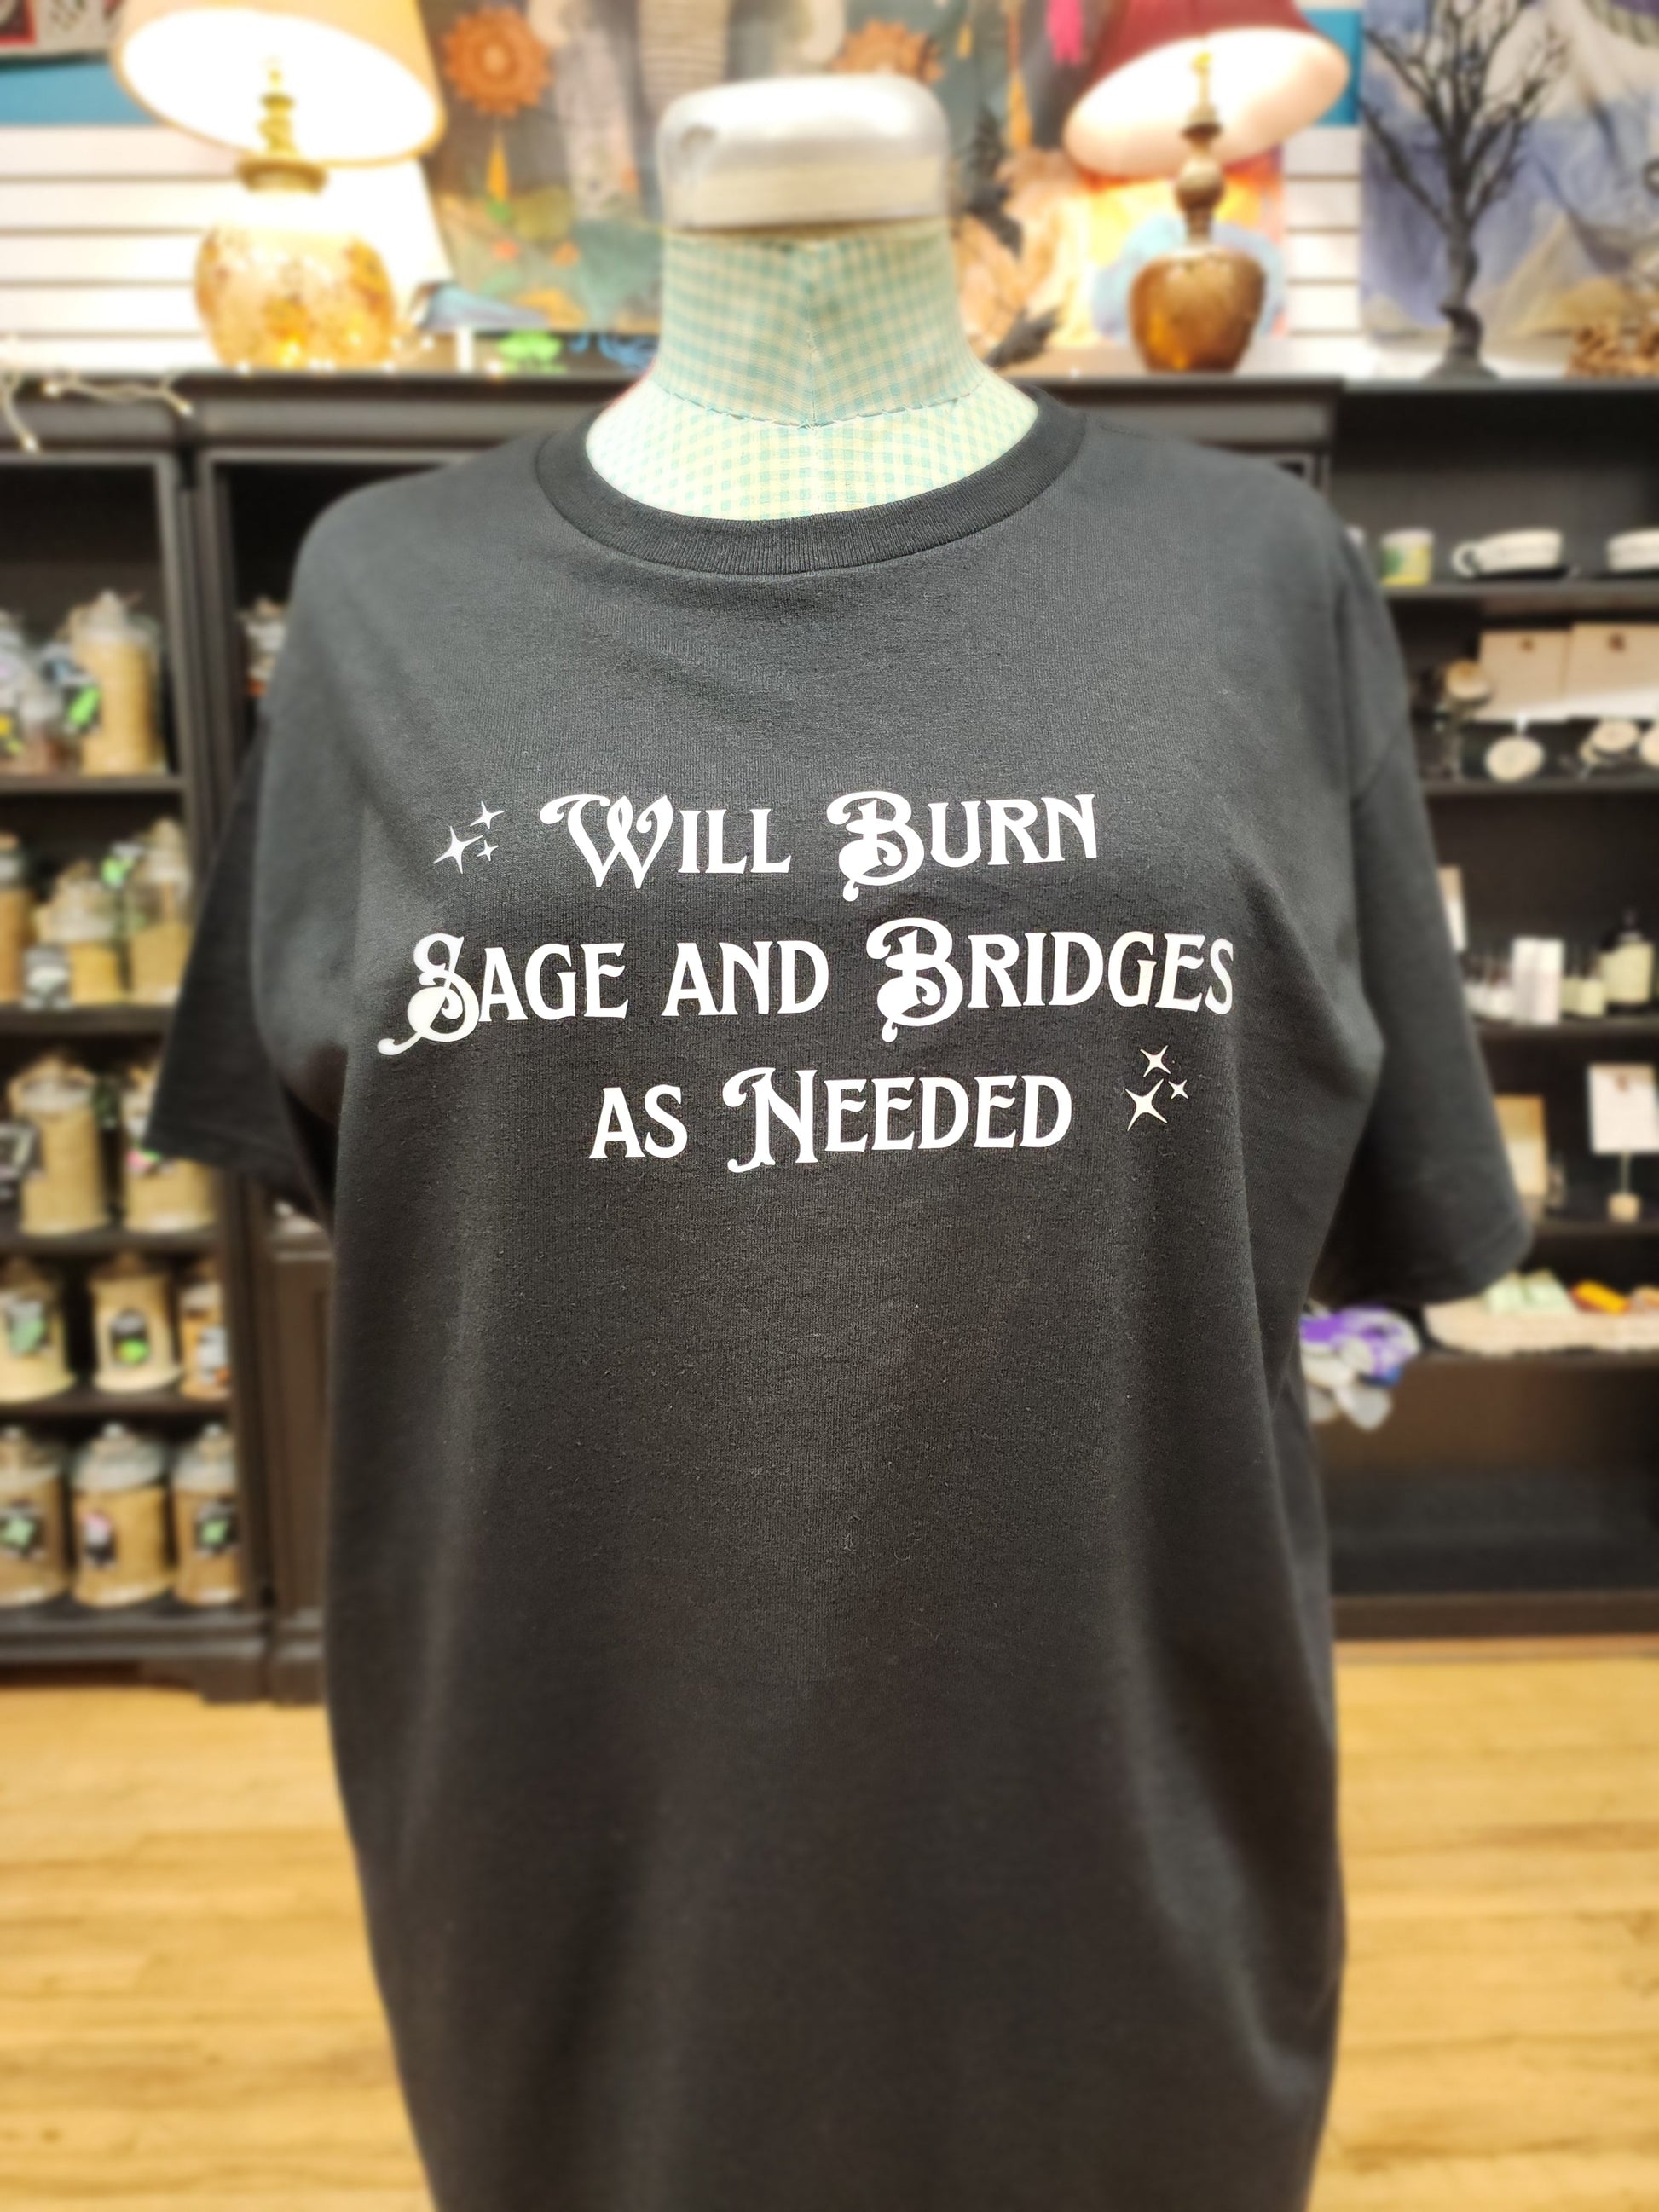 Will Burn
Sage and Bridges
as Needed